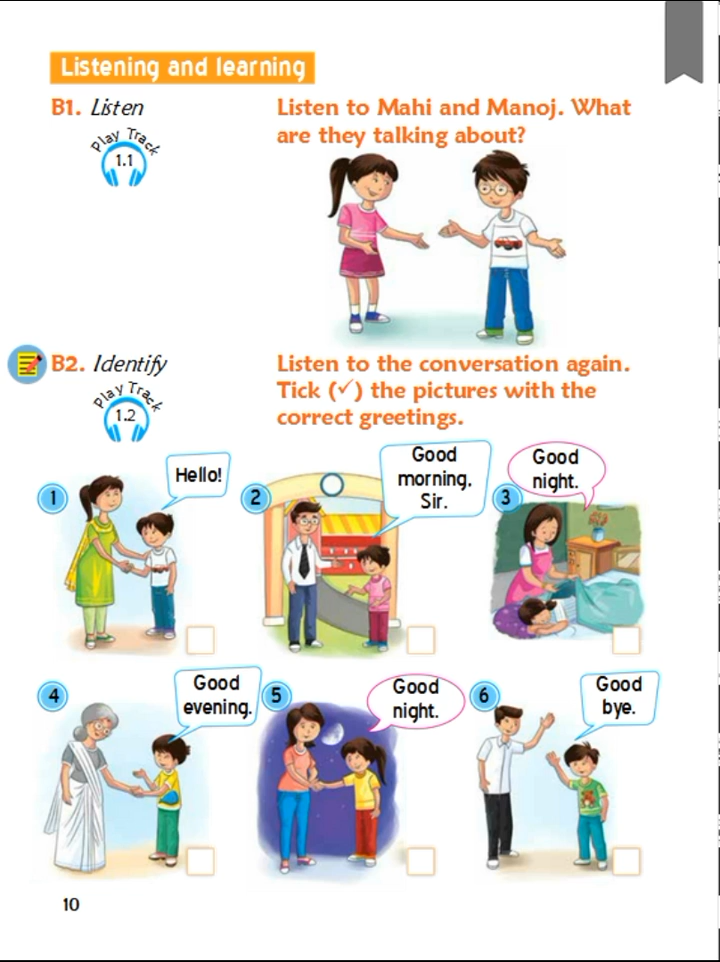 Listening and learning
B1. Listen
Listen to Mahi and Manoj. What
are they talking about?
Play Track
1.1
B2. Identify
Listen to the conversation again.
Tick (✓) the pictures with the
correct greetings.
Play Track
1.2
1
Hello!
2
Good
morning,
Sir.
3
Good
night.
4
Good
evening.
5
Good
night.
6
Good
bye.
10